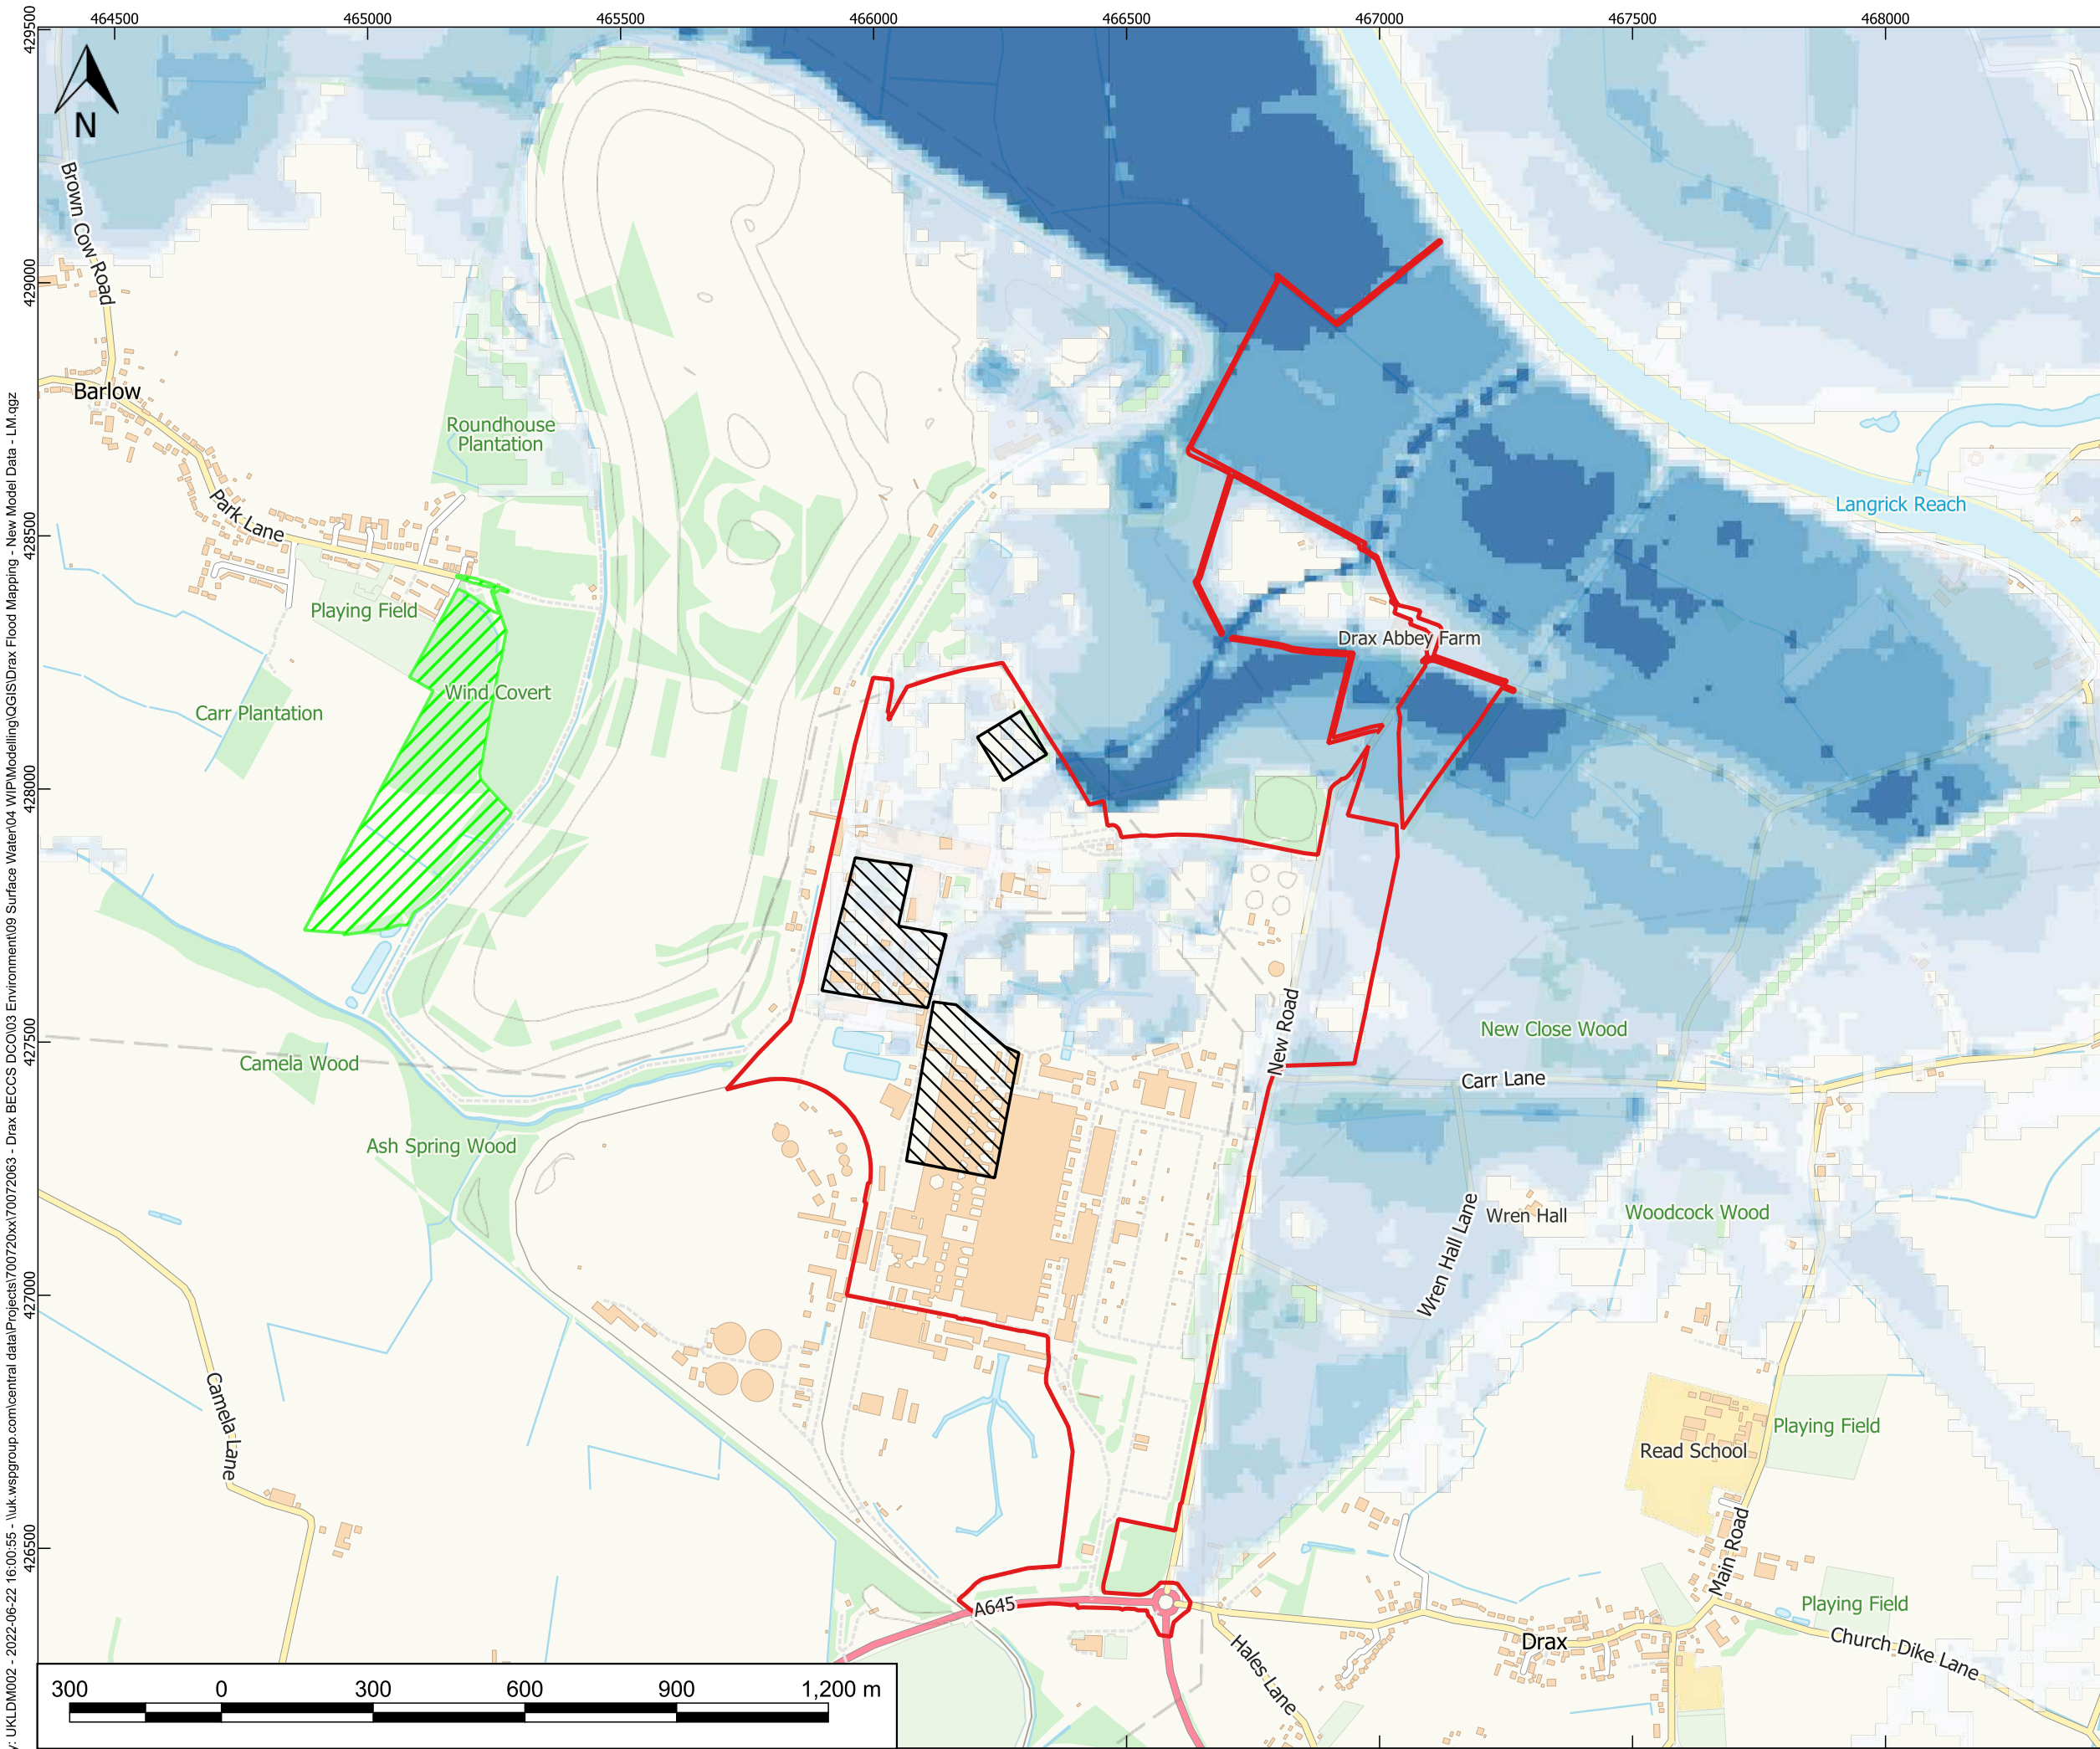 464500 465000 465500 466000 466500 467000 467500 468000
429500
N
Brown Cow Road
429000
Barlow
Roundhouse
Plantation
Park Lane
Langrick Reach
428500
Playing Field
Drax Abbey Farm
Wind Covert
Carr Plantation
428000
New Road
New Close Wood
427500
Camela Wood
Carr Lane
Ash Spring Wood
Wren Hall Lane
Wren Hall
Woodcock Wood
427000
Camela Lane
Playing Field
Read School
Main Road
426500
A645
Playing Field
Hales Lane
Drax
Church Dike Lane
300 0 300 600 900 1,200 m
y: UKLDM002 - 2022-06-22 16:00:55 - \\uk.wspgroup.com\central data\Projects\700720xx\70072063 - Drax BECCS DCO\03 Environment\09 Surface Water\04 WIP\Modelling\QGIS\Drax Flood Mapping - New Model Data - LM.qgz